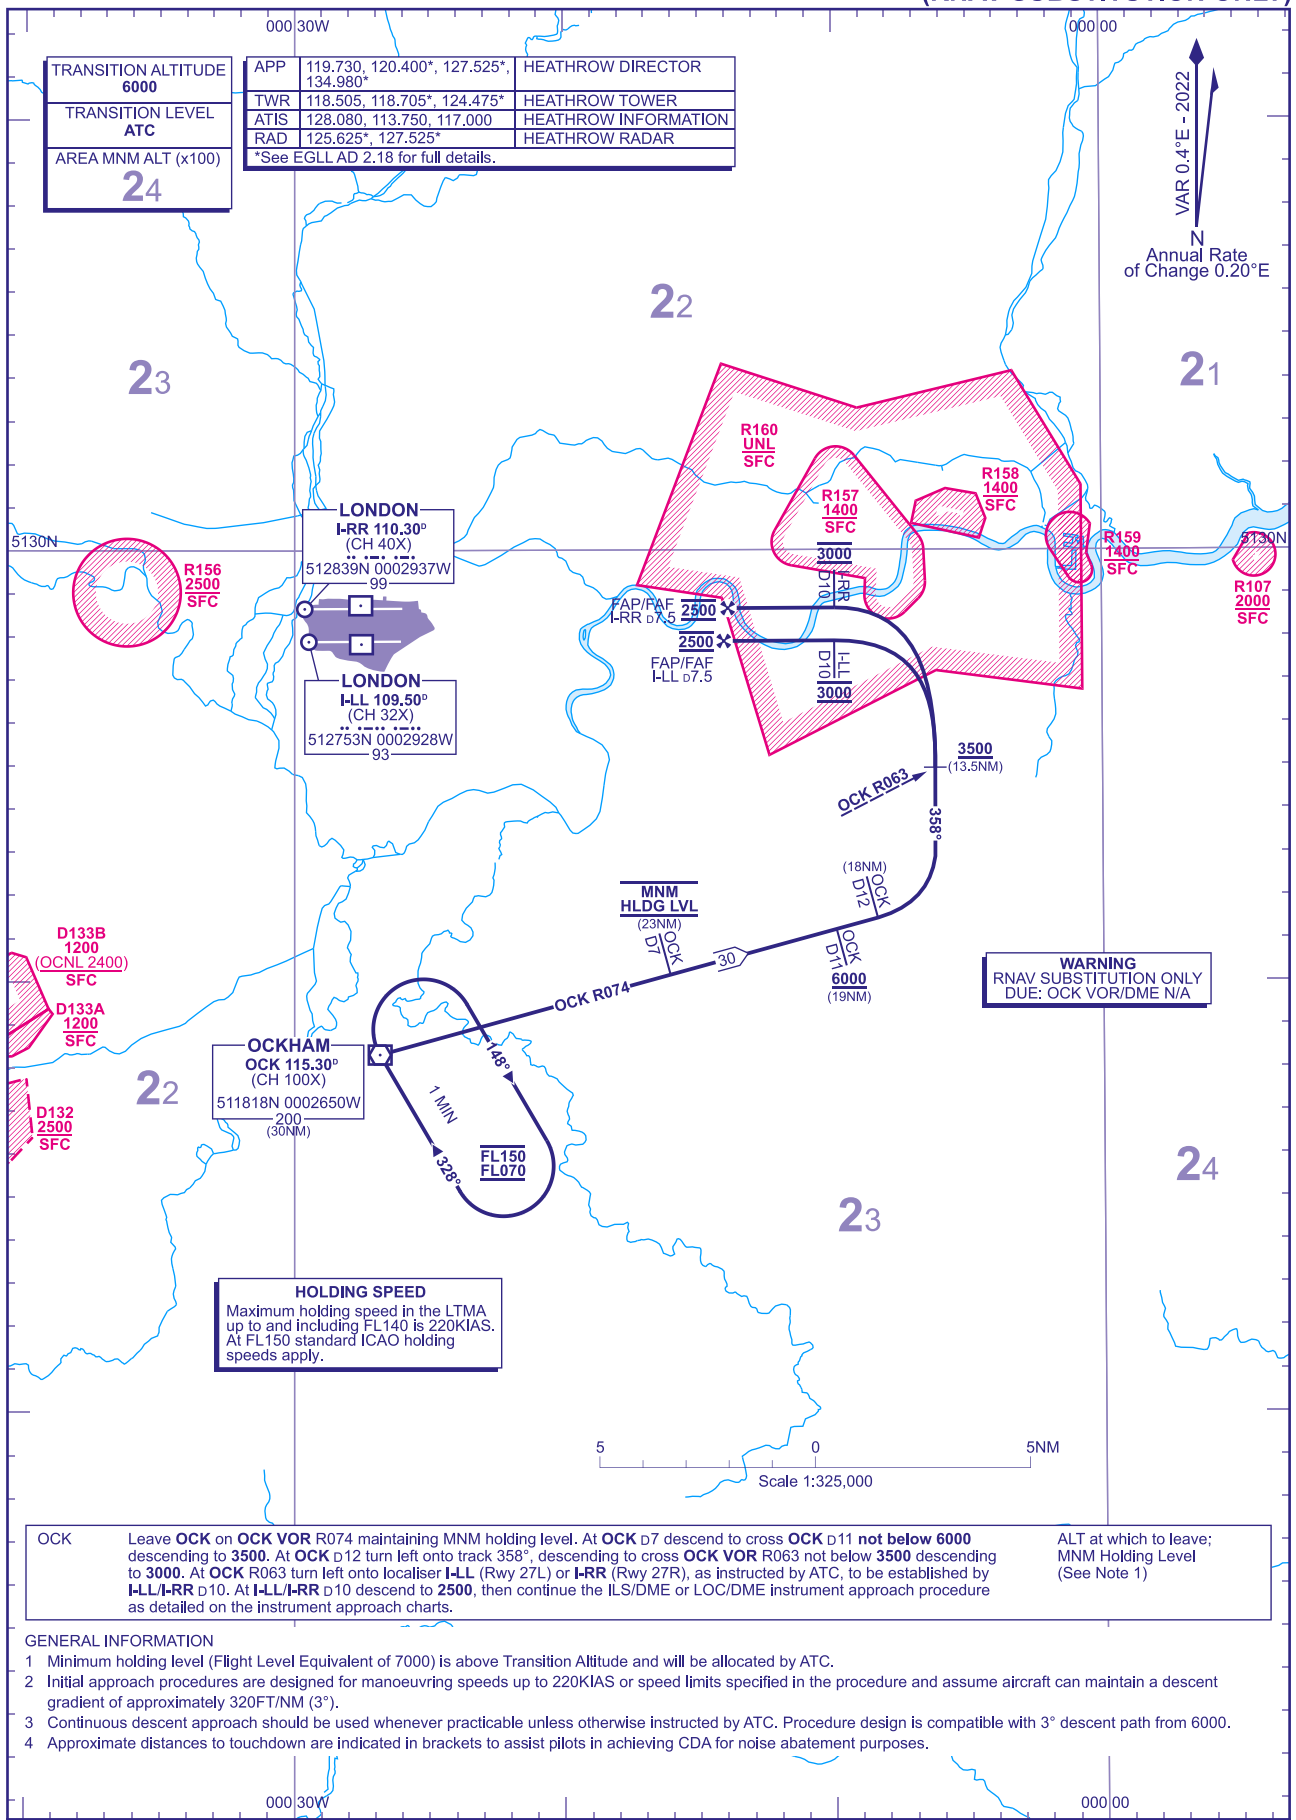 000 30W
000 00
TRANSITION ALTITUDE
6000
TRANSITION LEVEL
ATC
AREA MNM ALT (x100)
24
APP 119.730, 120.400*, 127.525*, 134.980* HEATHROW DIRECTOR
TWR 118.505, 118.705*, 124.475* HEATHROW TOWER
ATIS 128.080, 113.750, 117.000 HEATHROW INFORMATION
RAD 125.625*, 127.525* HEATHROW RADAR
*See EGLL AD 2.18 for full details.
VAR 0.4°E - 2022
N
Annual Rate
of Change 0.20°E
22
23
21
R160
UNL
SFC
R157
1400
SFC
R158
1400
SFC
R159
1400
SFC
R107
2000
SFC
R156
2500
SFC
5130N
5130N
LONDON
I-RR 110.30ᴰ
(CH 40X)
512839N 0002937W
99
LONDON
I-LL 109.50ᴰ
(CH 32X)
512753N 0002928W
93
FAP/FAF
I-RR D7.5
2500
2500
FAP/FAF
I-LL D7.5
3000
I-RR
D10
I-LL
D10
3000
3500
(13.5NM)
OCK R063
358°
(18NM)
OCK
D12
MNM
HLDG LVL
(23NM)
OCK
D7
30
OCK
D11
6000
(19NM)
OCK R074
WARNING
RNAV SUBSTITUTION ONLY
DUE: OCK VOR/DME N/A
D133B
1200
(OCNL 2400)
SFC
D133A
1200
SFC
D132
2500
SFC
OCKHAM
OCK 115.30ᴰ
(CH 100X)
511818N 0002650W
200
(30NM)
148°
1 MIN
328°
FL150
FL070
22
24
23
HOLDING SPEED
Maximum holding speed in the LTMA
up to and including FL140 is 220KIAS.
At FL150 standard ICAO holding
speeds apply.
5 0 5NM
Scale 1:325,000
OCK
Leave OCK on OCK VOR R074 maintaining MNM holding level. At OCK D7 descend to cross OCK D11 not below 6000
descending to 3500. At OCK D12 turn left onto track 358°, descending to cross OCK VOR R063 not below 3500 descending
to 3000. At OCK R063 turn left onto localiser I-LL (Rwy 27L) or I-RR (Rwy 27R), as instructed by ATC, to be established by
I-LL/I-RR D10. At I-LL/I-RR D10 descend to 2500, then continue the ILS/DME or LOC/DME instrument approach procedure
as detailed on the instrument approach charts.
ALT at which to leave;
MNM Holding Level
(See Note 1)
GENERAL INFORMATION
1 Minimum holding level (Flight Level Equivalent of 7000) is above Transition Altitude and will be allocated by ATC.
2 Initial approach procedures are designed for manoeuvring speeds up to 220KIAS or speed limits specified in the procedure and assume aircraft can maintain a descent
gradient of approximately 320FT/NM (3°).
3 Continuous descent approach should be used whenever practicable unless otherwise instructed by ATC. Procedure design is compatible with 3° descent path from 6000.
4 Approximate distances to touchdown are indicated in brackets to assist pilots in achieving CDA for noise abatement purposes.
000 30W
000 00